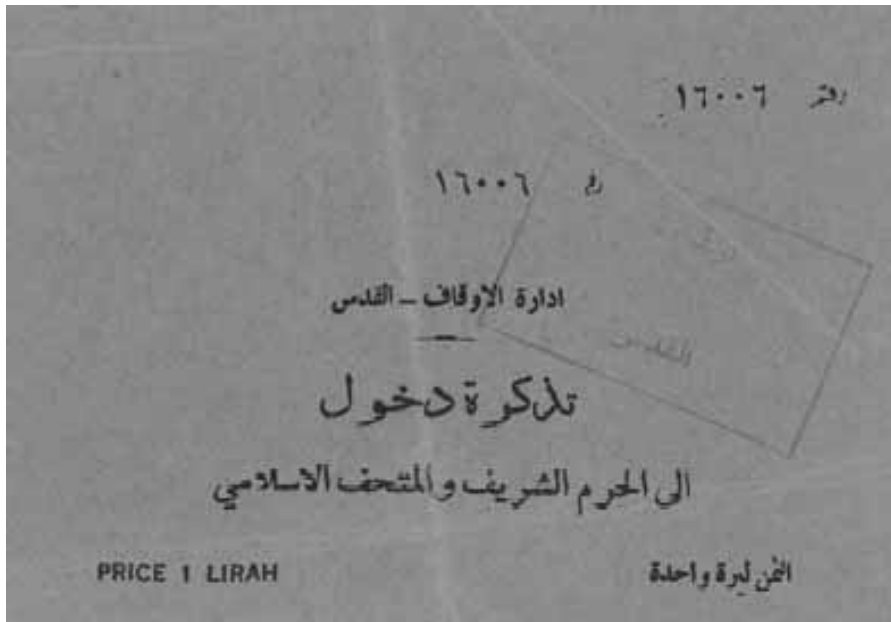 رقم ١٦٠٠٦
رقم ١٦٠٠٦
ادارة الاوقاف - القدس
القدس
تذكرة دخول
الى الحرم الشريف والمتحف الاسلامي
PRICE 1 LIRAH الثمن ليرة واحدة